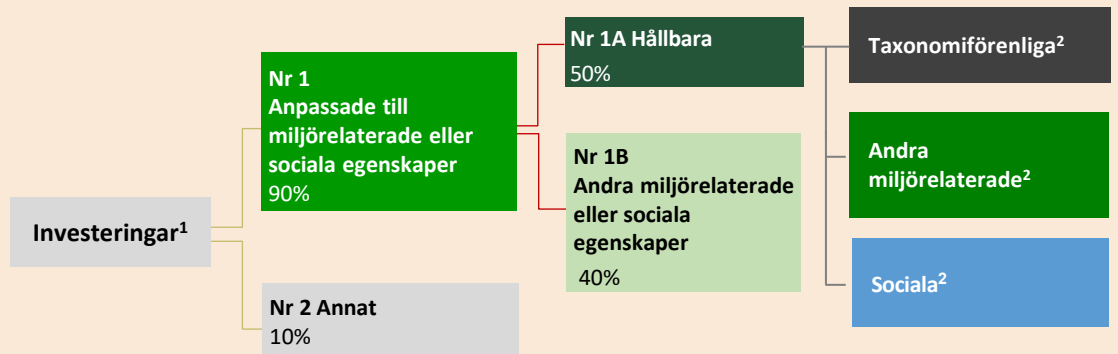 Investeringar¹
Nr 1
Anpassade till
miljörelaterade eller
sociala egenskaper
90%
Nr 2 Annat
10%
Nr 1A Hållbara
50%
Nr 1B
Andra miljörelaterade
eller sociala
egenskaper
40%
Taxonomiförenliga²
Andra
miljörelaterade²
Sociala²